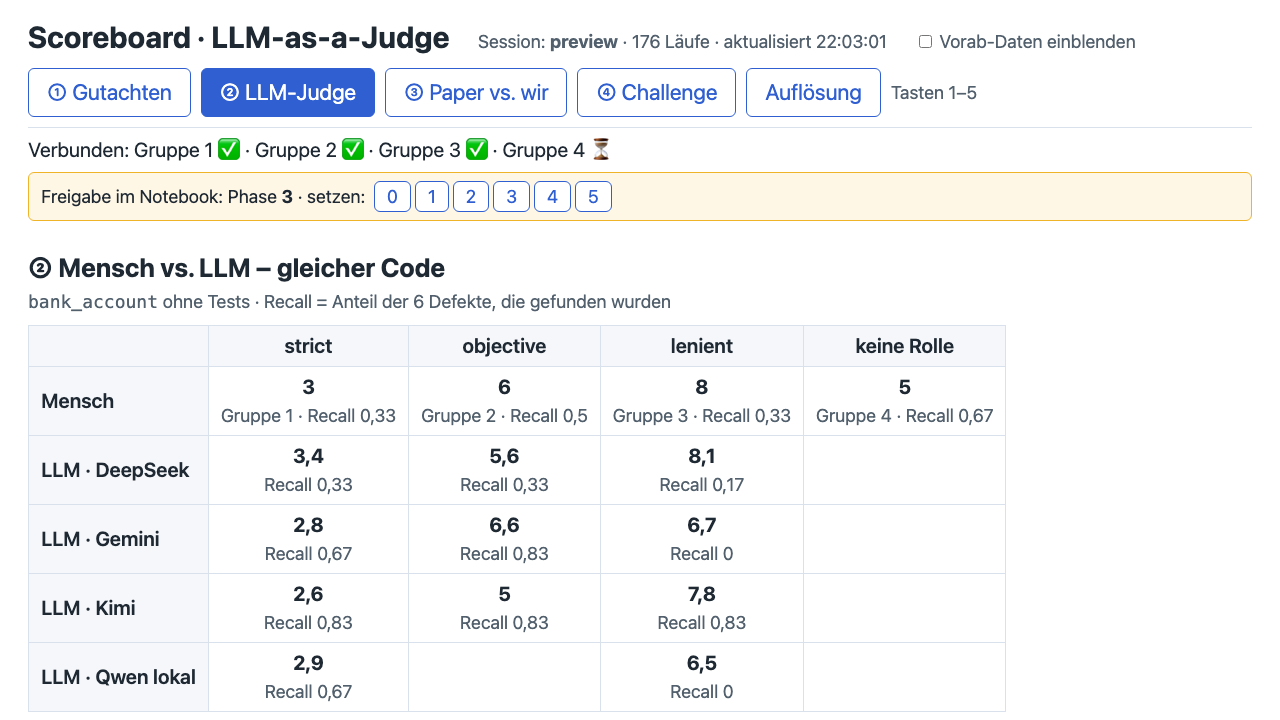 Scoreboard · LLM-as-a-Judge Session: preview · 176 Läufe · aktualisiert 22:03:01 Vorab-Daten einblenden
① Gutachten ② LLM-Judge ③ Paper vs. wir ④ Challenge Auflösung Tasten 1–5
Verbunden: Gruppe 1 ✅ · Gruppe 2 ✅ · Gruppe 3 ✅ · Gruppe 4 ⏳
Freigabe im Notebook: Phase 3 · setzen: 0 1 2 3 4 5
② Mensch vs. LLM – gleicher Code
bank_account ohne Tests · Recall = Anteil der 6 Defekte, die gefunden wurden
strict objective lenient keine Rolle
Mensch
3 6 8 5
Gruppe 1 · Recall 0,33 Gruppe 2 · Recall 0,5 Gruppe 3 · Recall 0,33 Gruppe 4 · Recall 0,67
LLM · DeepSeek
3,4 5,6 8,1
Recall 0,33 Recall 0,33 Recall 0,17
LLM · Gemini
2,8 6,6 6,7
Recall 0,67 Recall 0,83 Recall 0
LLM · Kimi
2,6 5 7,8
Recall 0,83 Recall 0,83 Recall 0,83
LLM · Qwen lokal
2,9 6,5
Recall 0,67 Recall 0